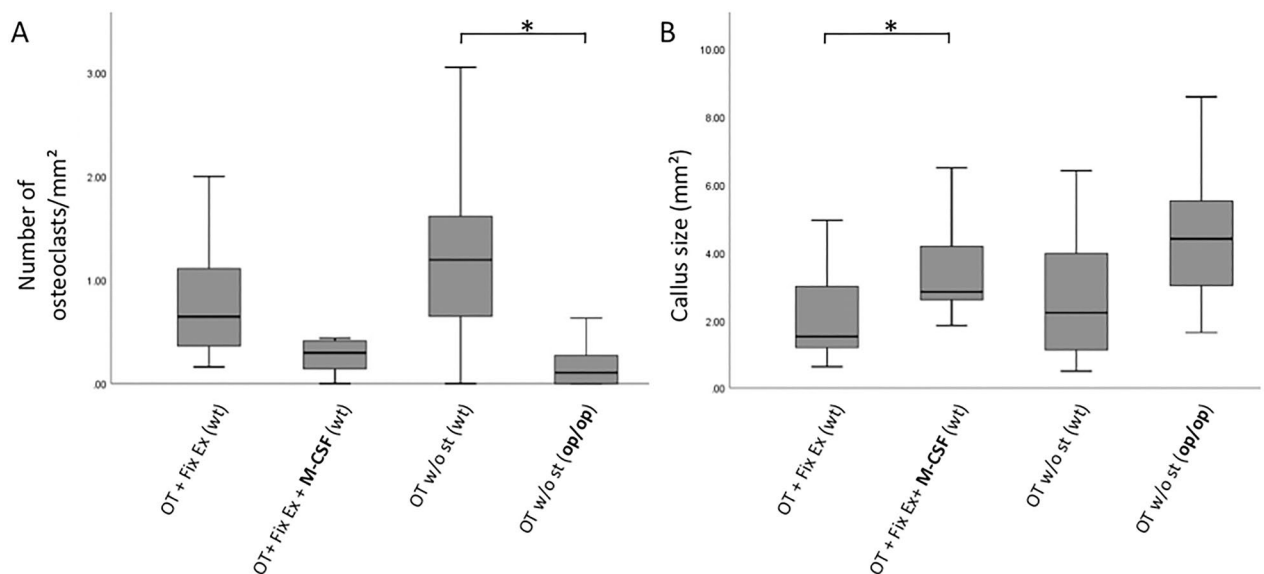 A
*
3.00
2.00
1.00
.00
Number of
osteoclasts/mm²
OT + Fix Ex (wt)
OT+ Fix Ex + M-CSF (wt)
OT w/o st (wt)
OT w/o st (op/op)
B
*
10.00
8.00
6.00
4.00
2.00
.00
Callus size (mm²)
OT + Fix Ex (wt)
OT + Fix Ex+ M-CSF (wt)
OT w/o st (wt)
OT w/o st (op/op)